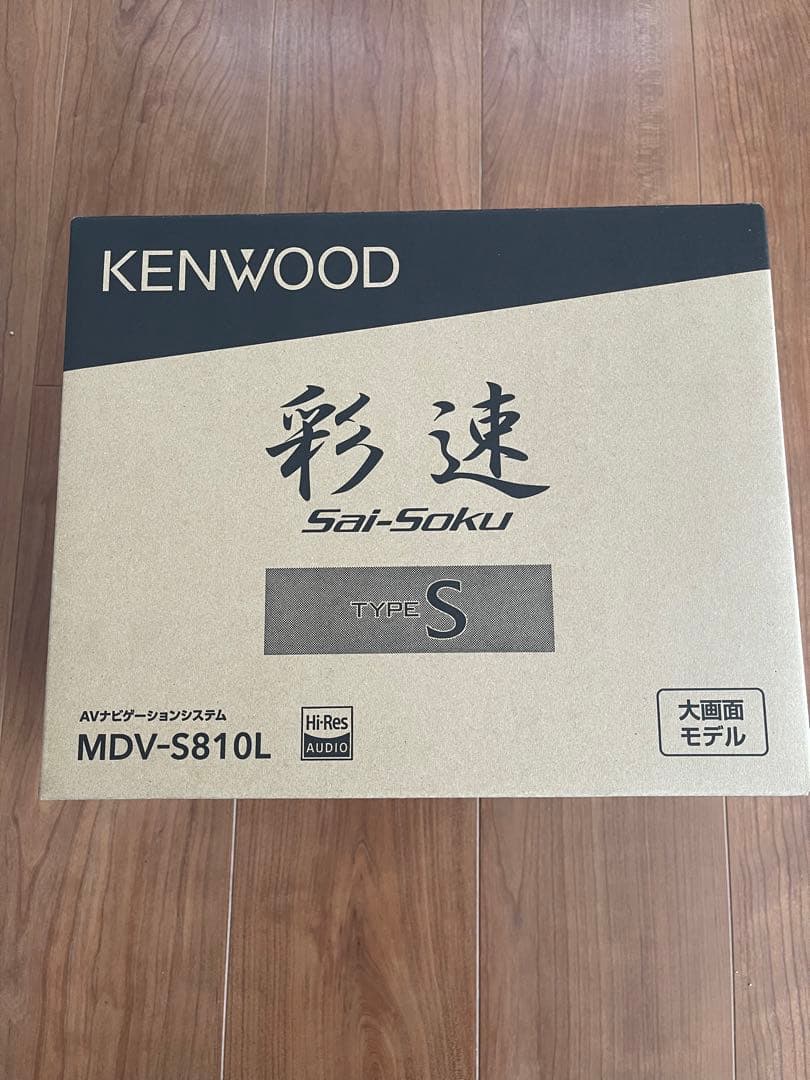 KENWOOD
彩速
Sai-Soku
TYPE S
AVナビゲーションシステム
MDV-S810L
Hi-Res
AUDIO
大画面
モデル